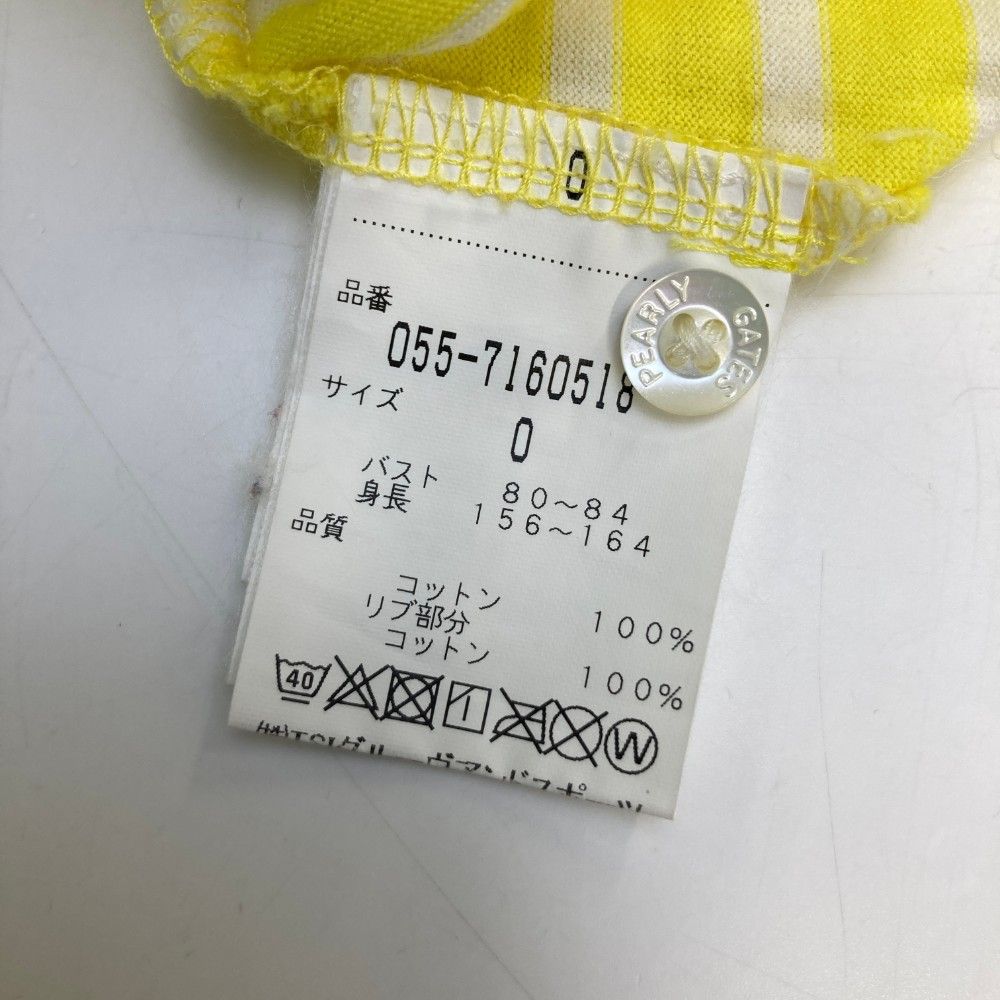 0
品番
055-7160518
PEARLY GATES
サイズ
0
バスト 80~84
身長 156~164
品質
コットン 100%
リブ部分
コットン 100%
40
W